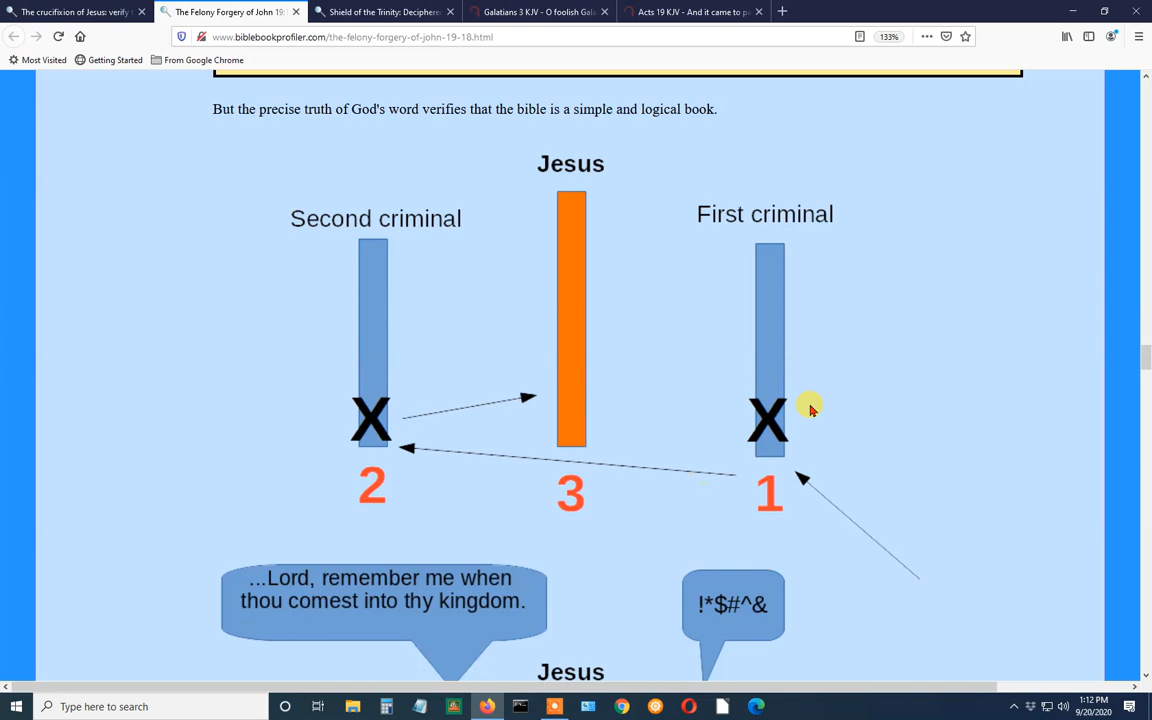 The crucifixion of Jesus: verify
The Felony Forgery of John 19:
Shield of the Trinity: Deciphere
Galatians 3 KJV - O foolish Gala
Acts 19 KJV - And it came to pa
www.biblebookprofiler.com/the-felony-forgery-of-john-19-18.html
133%
Most Visited
Getting Started
From Google Chrome
But the precise truth of God's word verifies that the bible is a simple and logical book.
Jesus
Second criminal
First criminal
X
X
2
3
1
...Lord, remember me when
thou comest into thy kingdom.
!*$#^&
Jesus
Type here to search
1:12 PM
9/20/2020